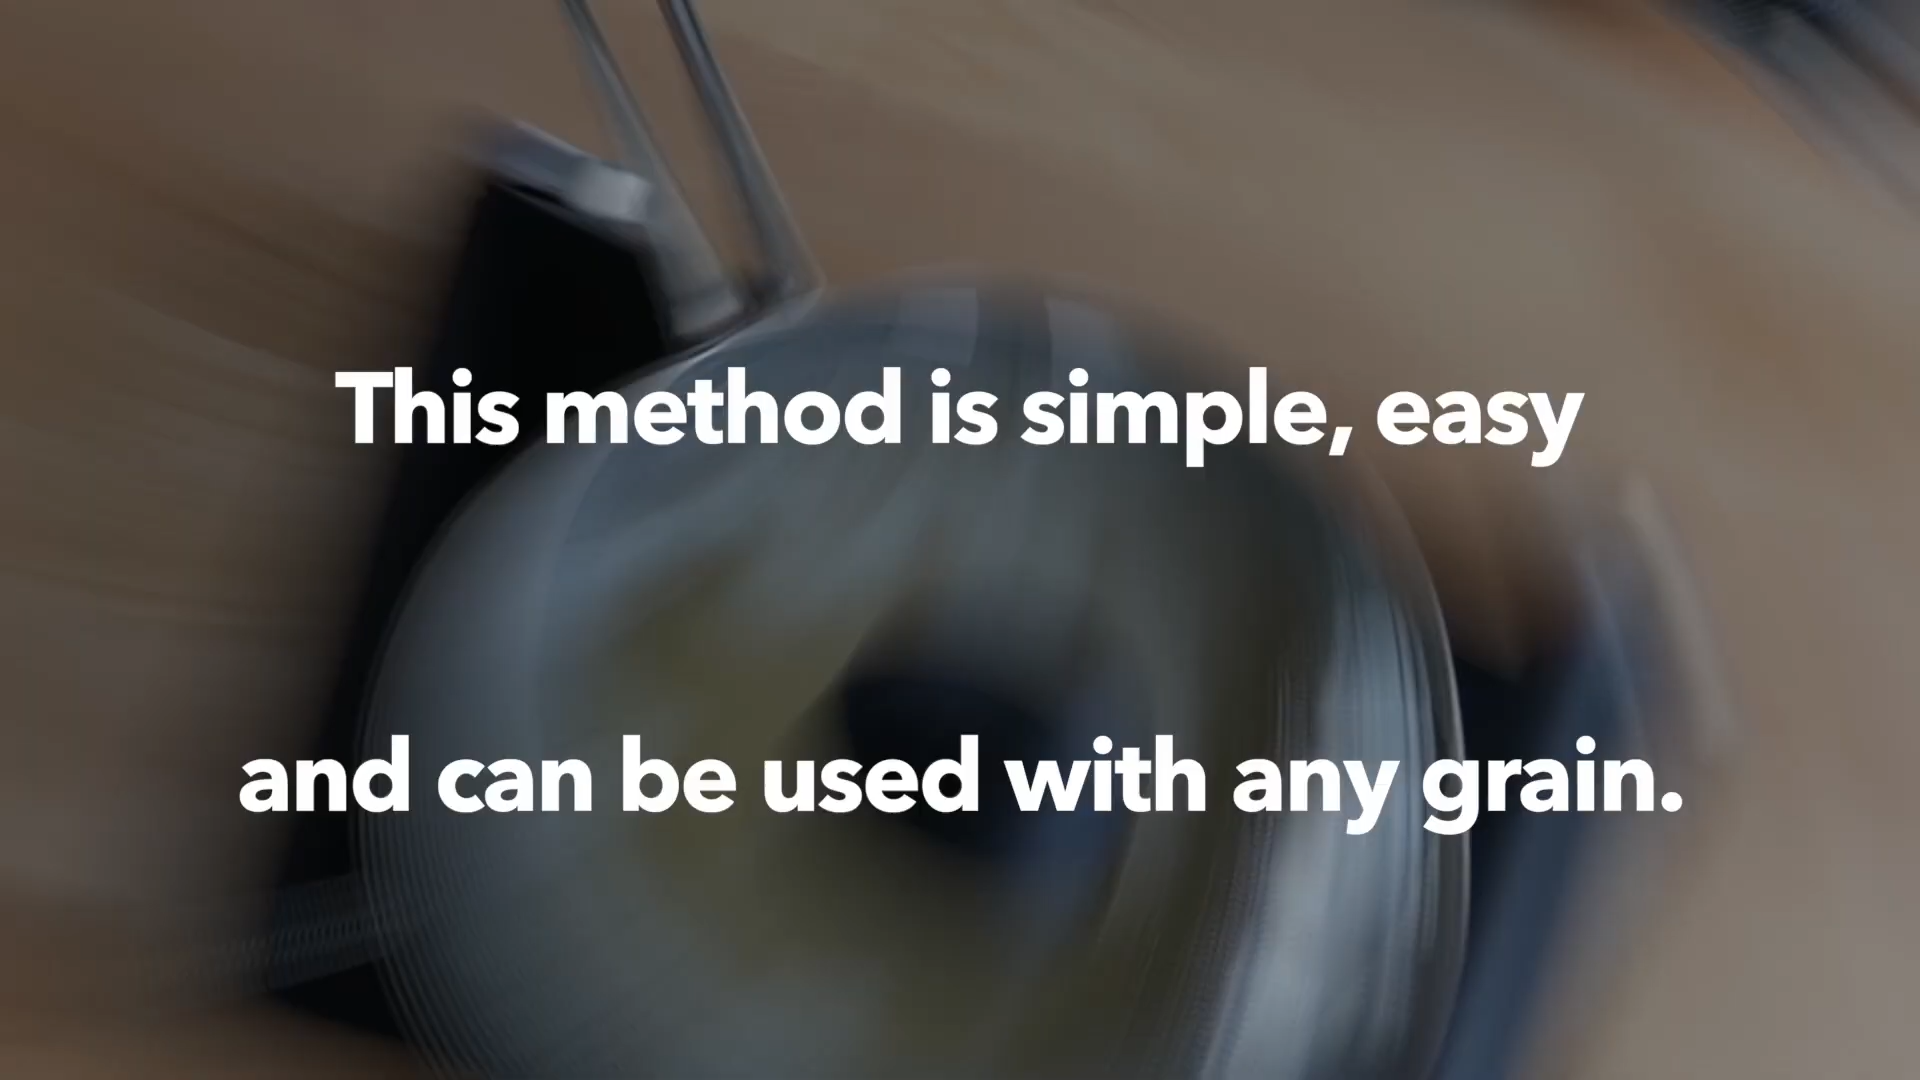 This method is simple, easy
and can be used with any grain.